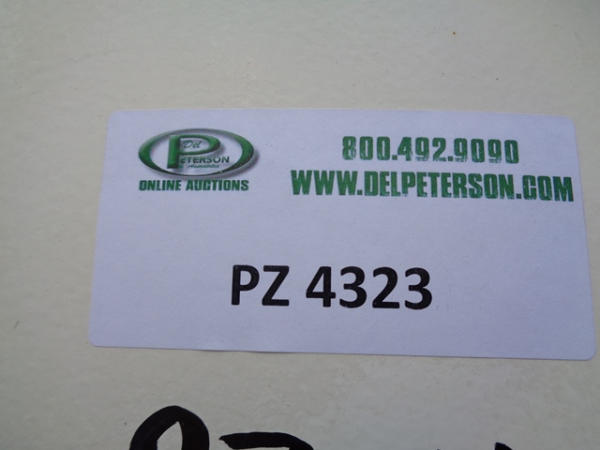 Del
PETERSON
ONLINE AUCTIONS
800.492.9090
WWW.DELPETERSON.COM
PZ 4323